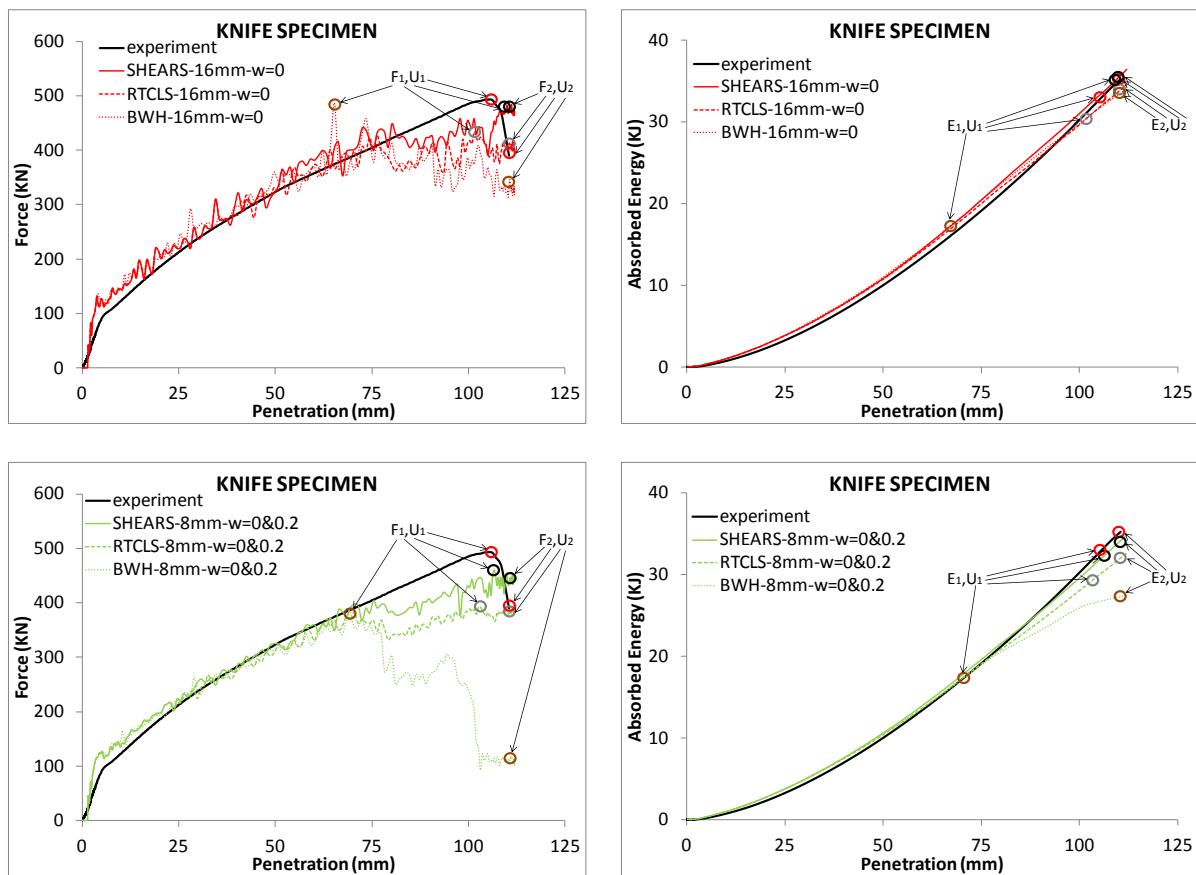 KNIFE SPECIMEN
experiment
SHEARS-16mm-w=0
RTCLS-16mm-w=0
BWH-16mm-w=0
F1,U1
F2,U2
600
500
400
300
200
100
0
Force (KN)
0 25 50 75 100 125
Penetration (mm)
KNIFE SPECIMEN
experiment
SHEARS-16mm-w=0
RTCLS-16mm-w=0
BWH-16mm-w=0
E1,U1
E2,U2
40
30
20
10
0
Absorbed Energy (KJ)
0 25 50 75 100 125
Penetration (mm)
KNIFE SPECIMEN
experiment
SHEARS-8mm-w=0&0.2
RTCLS-8mm-w=0&0.2
BWH-8mm-w=0&0.2
F1,U1
F2,U2
600
500
400
300
200
100
0
Force (KN)
0 25 50 75 100 125
Penetration (mm)
KNIFE SPECIMEN
experiment
SHEARS-8mm-w=0&0.2
RTCLS-8mm-w=0&0.2
BWH-8mm-w=0&0.2
E1,U1
E2,U2
40
30
20
10
0
Absorbed Energy (KJ)
0 25 50 75 100 125
Penetration (mm)